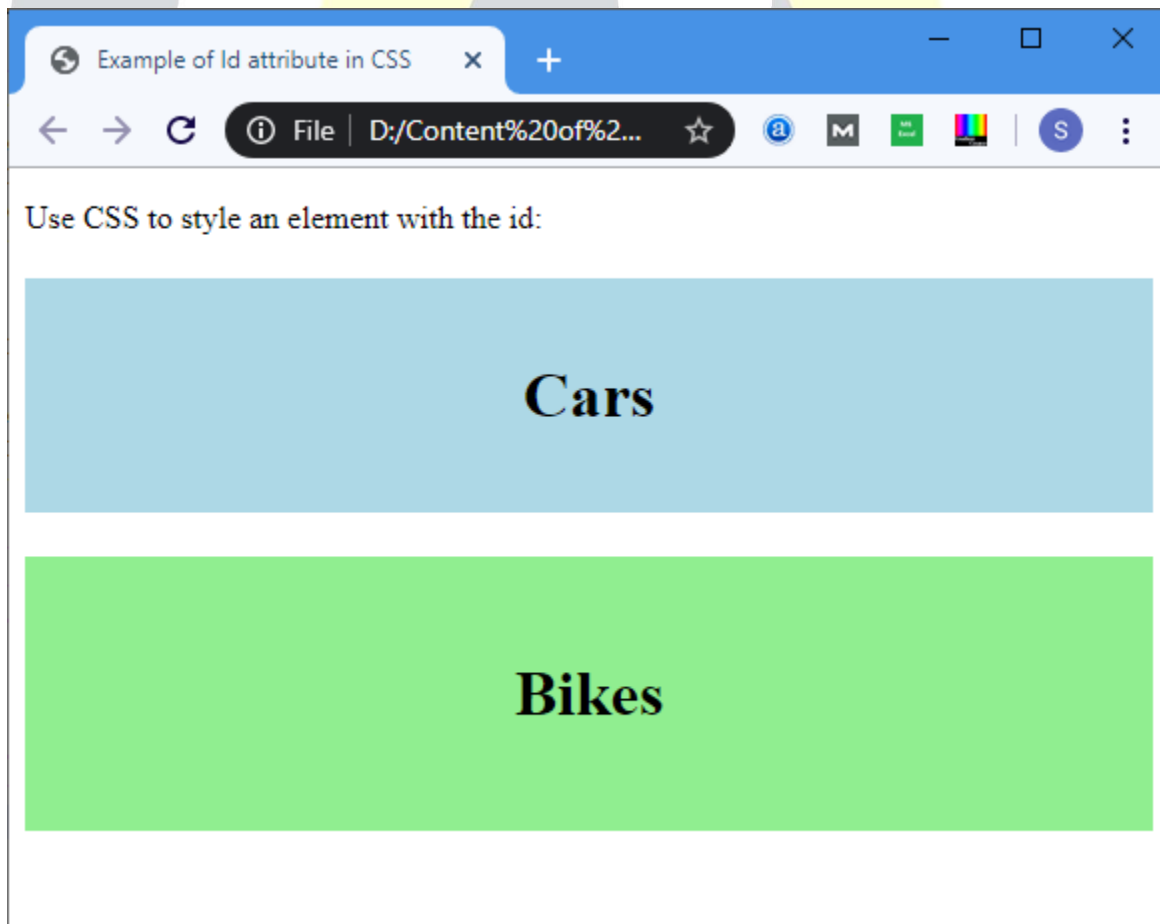 Example of Id attribute in CSS
File D:/Content%20of%2...
a M S
Use CSS to style an element with the id:
Cars
Bikes